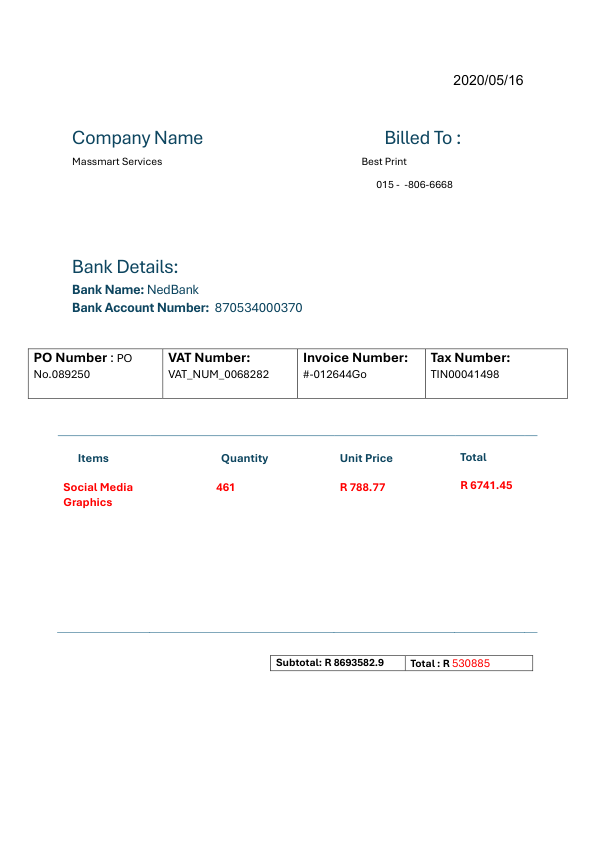 2020/05/16
Company Name
Billed To :
Massmart Services
Best Print
015 - -806-6668
Bank Details:
Bank Name: NedBank
Bank Account Number: 870534000370
PO Number : PO
No.089250
VAT Number:
VAT_NUM_0068282
Invoice Number:
#-012644Go
Tax Number:
TIN00041498
Items Quantity Unit Price Total
Social Media
Graphics
461 R 788.77 R 6741.45
Subtotal: R 8693582.9 Total : R 530885